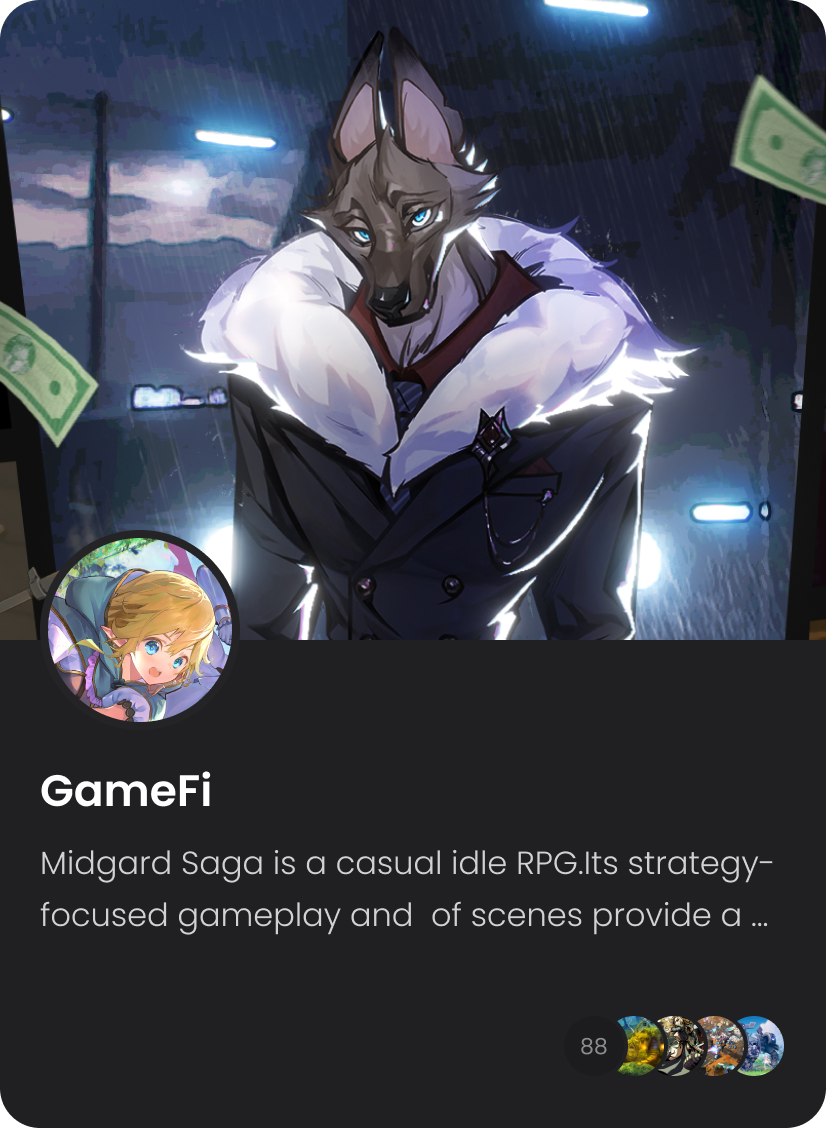 GameFi
Midgard Saga is a casual idle RPG.Its strategy-
focused gameplay and  of scenes provide a ...
88